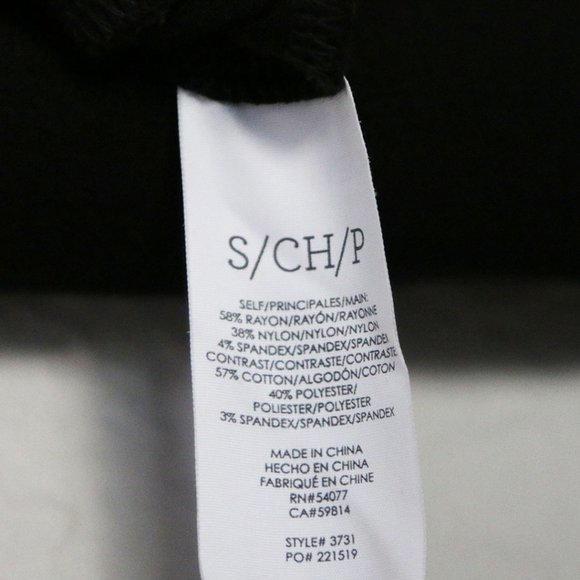 S/CH/P
SELF/PRINCIPALES/MAIN:
58% RAYON/RAYÓN/RAYONNE
38% NYLON/NYLON/NYLON
4% SPANDEX/SPANDEX/SPANDEX
CONTRAST/CONTRASTE/CONTRASTE
57% COTTON/ALGODÓN/COTON
40% POLYESTER/
POLIESTER/POLYESTER
3% SPANDEX/SPANDEX/SPANDEX
MADE IN CHINA
HECHO EN CHINA
FABRIQUÉ EN CHINE
RN#54077
CA#59814
STYLE# 3731
PO# 221519